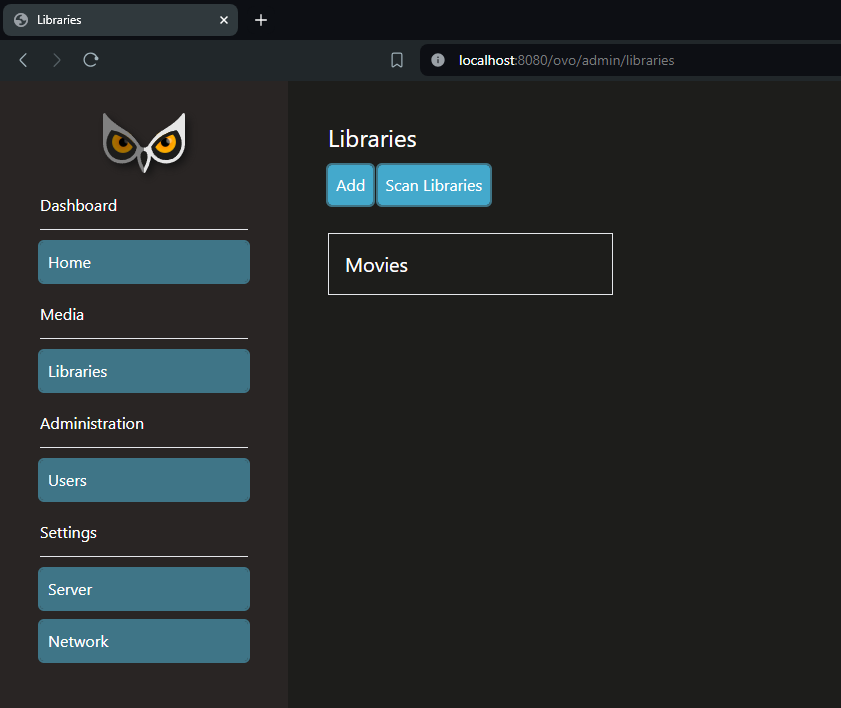 Libraries
localhost:8080/ovo/admin/libraries
Dashboard
Home
Media
Libraries
Administration
Users
Settings
Server
Network
Libraries
Add Scan Libraries
Movies